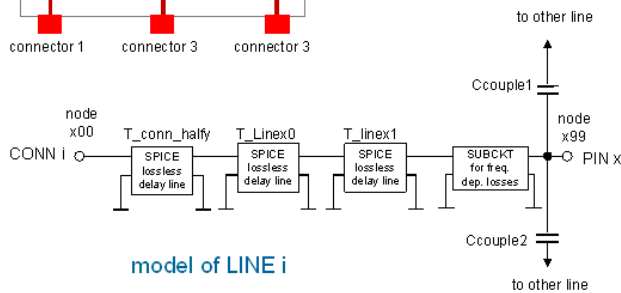 connector 1
connector 3
connector 3
to other line
Ccouple1
node
x00
node
x99
T_conn_halfy
T_Linex0
T_linex1
CONN i
SPICE
lossless
delay line
SPICE
lossless
delay line
SPICE
lossless
delay line
SUBCKT
for freq.
dep. losses
PIN x
Ccouple2
model of LINE i
to other line